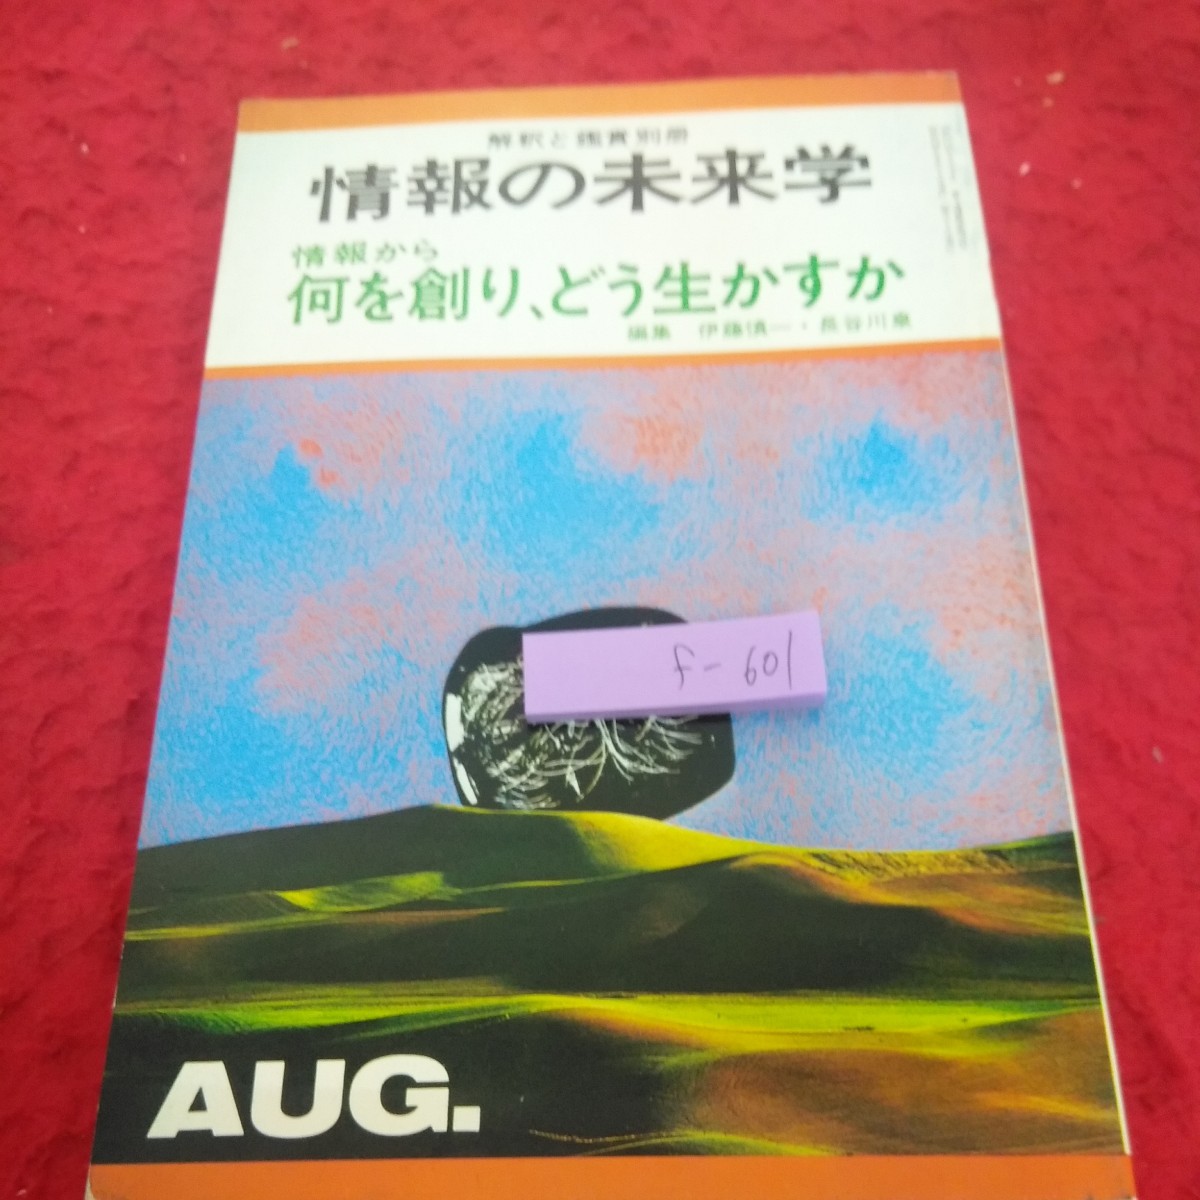 解釈と鑑賞別冊
情報の未来学
情報から
何を創り、どう生かすか
編集 伊藤慎一・長谷川泉
f-601
AUG.